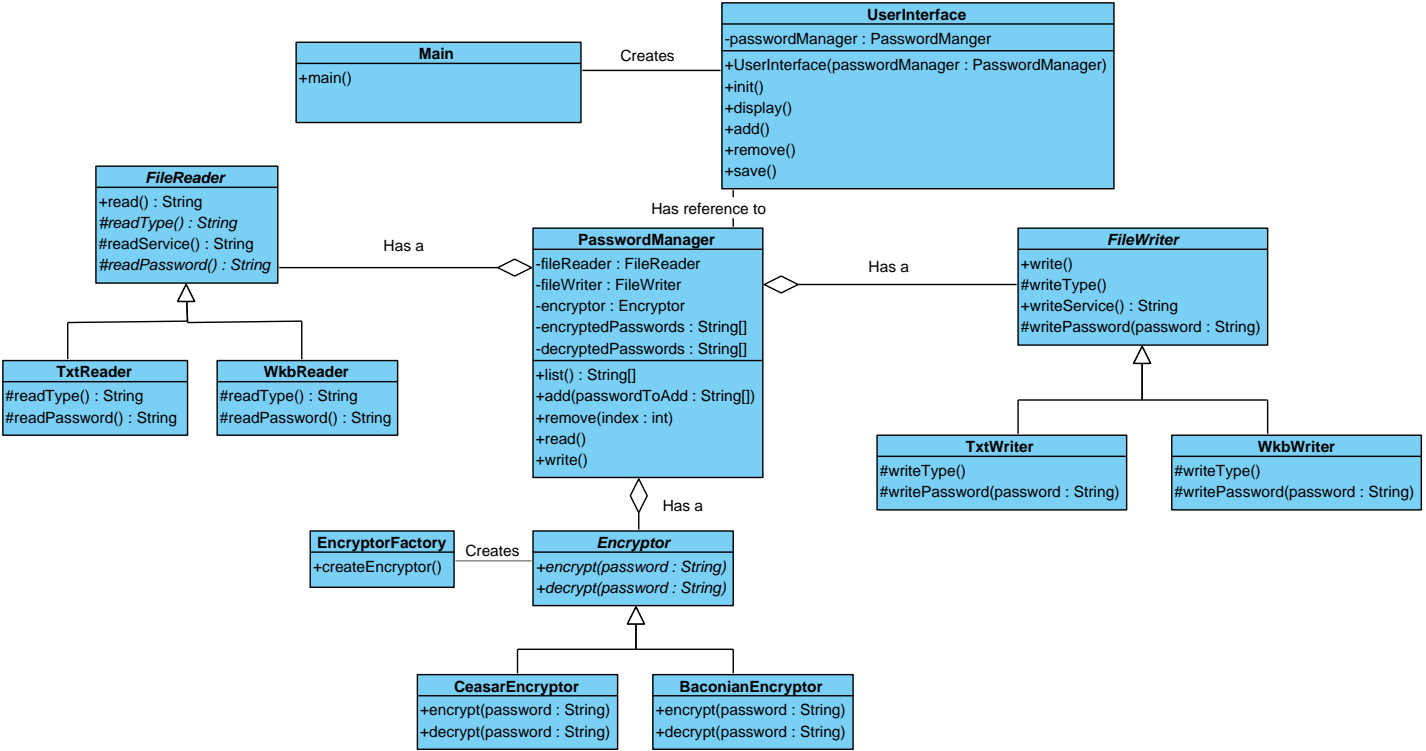 UserInterface
-passwordManager : PasswordManger
+UserInterface(passwordManager : PasswordManager)
+init()
+display()
+add()
+remove()
+save()
Main
+main()
Creates
Has reference to
FileReader
+read() : String
#readType() : String
#readService() : String
#readPassword() : String
Has a
PasswordManager
-fileReader : FileReader
-fileWriter : FileWriter
-encryptor : Encryptor
-encryptedPasswords : String[]
-decryptedPasswords : String[]
+list() : String[]
+add(passwordToAdd : String[])
+remove(index : int)
+read()
+write()
Has a
FileWriter
+write()
#writeType()
+writeService() : String
#writePassword(password : String)
TxtReader
#readType() : String
#readPassword() : String
WkbReader
#readType() : String
#readPassword() : String
TxtWriter
#writeType()
#writePassword(password : String)
WkbWriter
#writeType()
#writePassword(password : String)
Has a
EncryptorFactory
+createEncryptor()
Creates
Encryptor
+encrypt(password : String)
+decrypt(password : String)
CeasarEncryptor
+encrypt(password : String)
+decrypt(password : String)
BaconianEncryptor
+encrypt(password : String)
+decrypt(password : String)